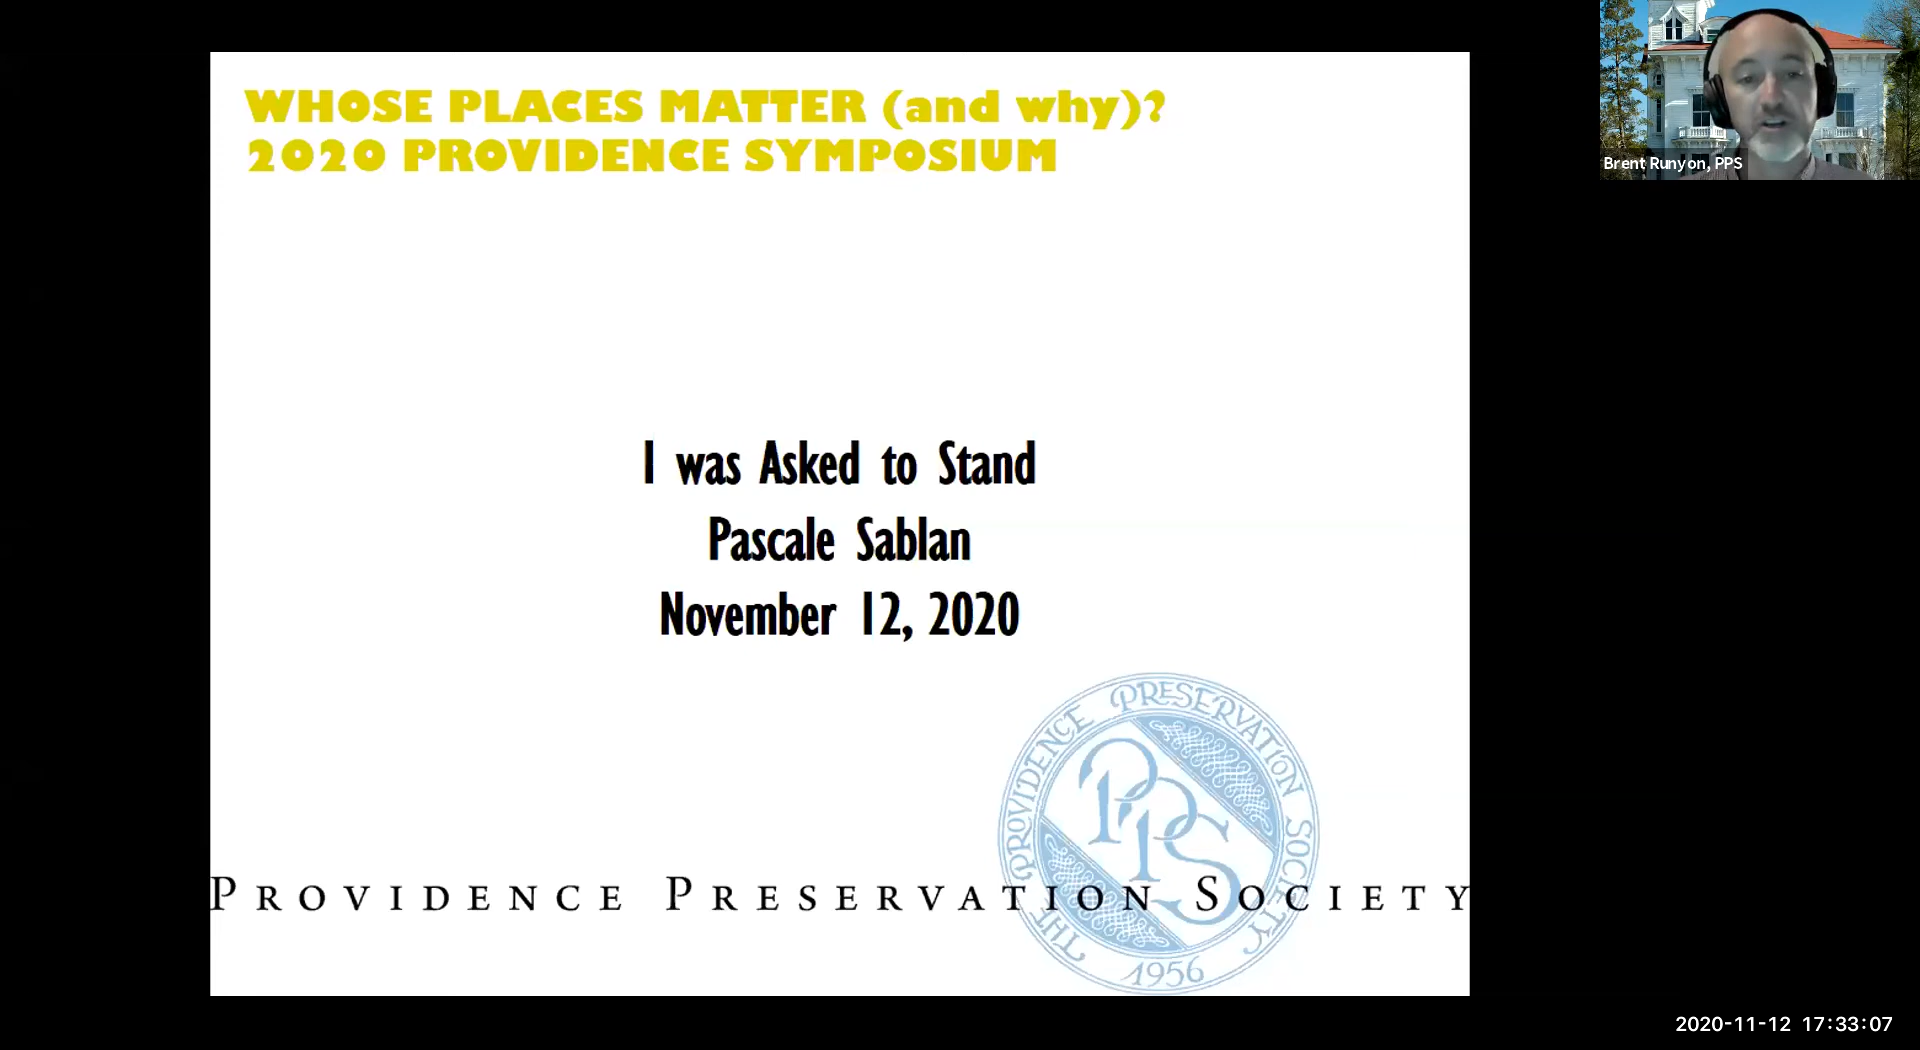 WHOSE PLACES MATTER (and why)?
2020 PROVIDENCE SYMPOSIUM
Brent Runyon, PPS
I was Asked to Stand
Pascale Sablan
November 12, 2020
THE PROVIDENCE PRESERVATION SOCIETY
PPS
1956
PROVIDENCE PRESERVATION SOCIETY
2020-11-12 17:33:07